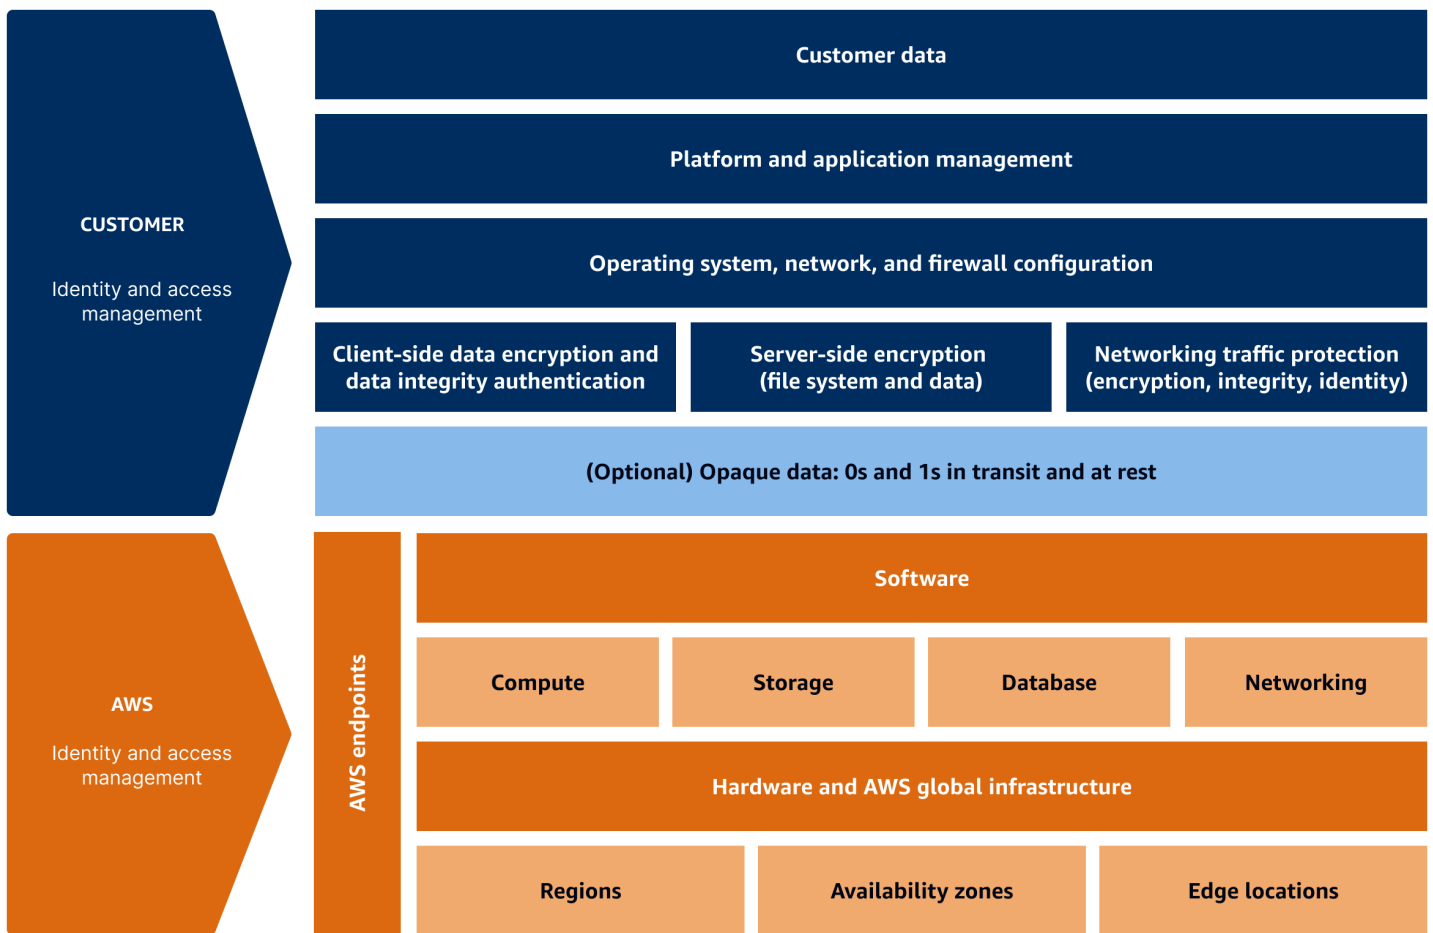 CUSTOMER
Identity and access
management
Customer data
Platform and application management
Operating system, network, and firewall configuration
Client-side data encryption and
data integrity authentication
Server-side encryption
(file system and data)
Networking traffic protection
(encryption, integrity, identity)
(Optional) Opaque data: 0s and 1s in transit and at rest
AWS
Identity and access
management
AWS endpoints
Software
Compute
Storage
Database
Networking
Hardware and AWS global infrastructure
Regions
Availability zones
Edge locations